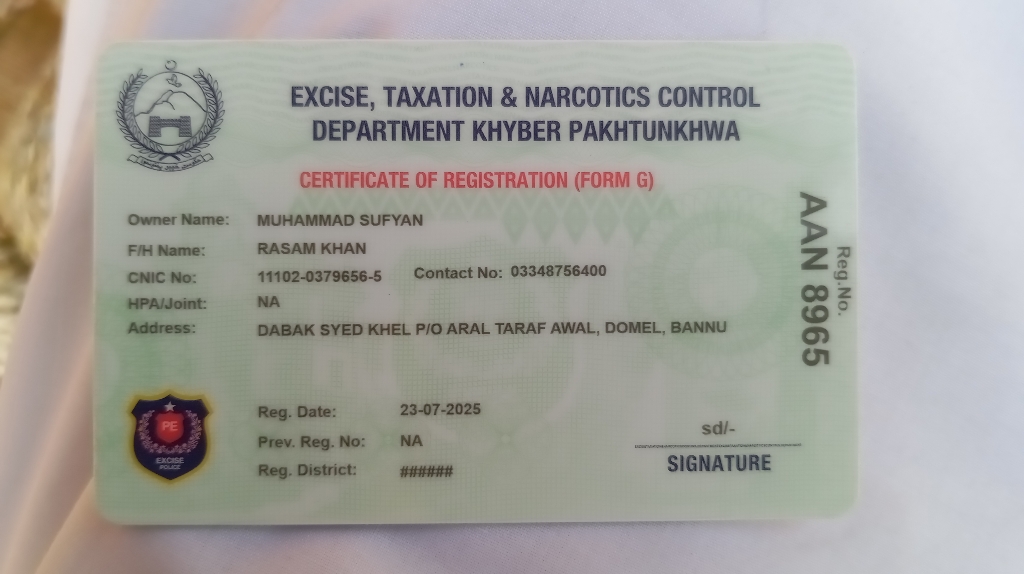 EXCISE, TAXATION & NARCOTICS CONTROL
DEPARTMENT KHYBER PAKHTUNKHWA
CERTIFICATE OF REGISTRATION (FORM G)
Owner Name: MUHAMMAD SUFYAN
F/H Name: RASAM KHAN
CNIC No: 11102-0379656-5 Contact No: 03348756400
HPA/Joint: NA
Address: DABAK SYED KHEL P/O ARAL TARAF AWAL, DOMEL, BANNU
Reg.No.
AAN 8965
Reg. Date: 23-07-2025
Prev. Reg. No: NA
Reg. District: ######
PE
EXCISE
POLICE
sd/-
SIGNATURE